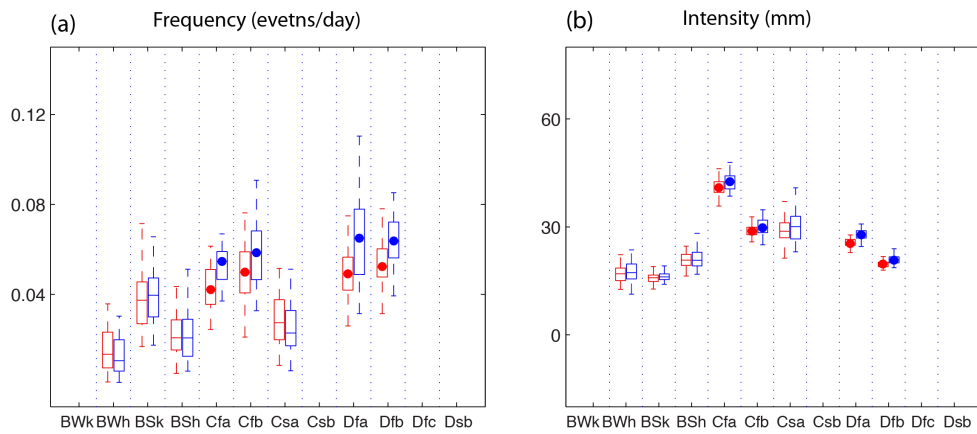 (a) Frequency (evetns/day)
0.12
0.08
0.04
BWk BWh BSk BSh Cfa Cfb Csa Csb Dfa Dfb Dfc Dsb
(b) Intensity (mm)
60
30
0
BWk BWh BSk BSh Cfa Cfb Csa Csb Dfa Dfb Dfc Dsb